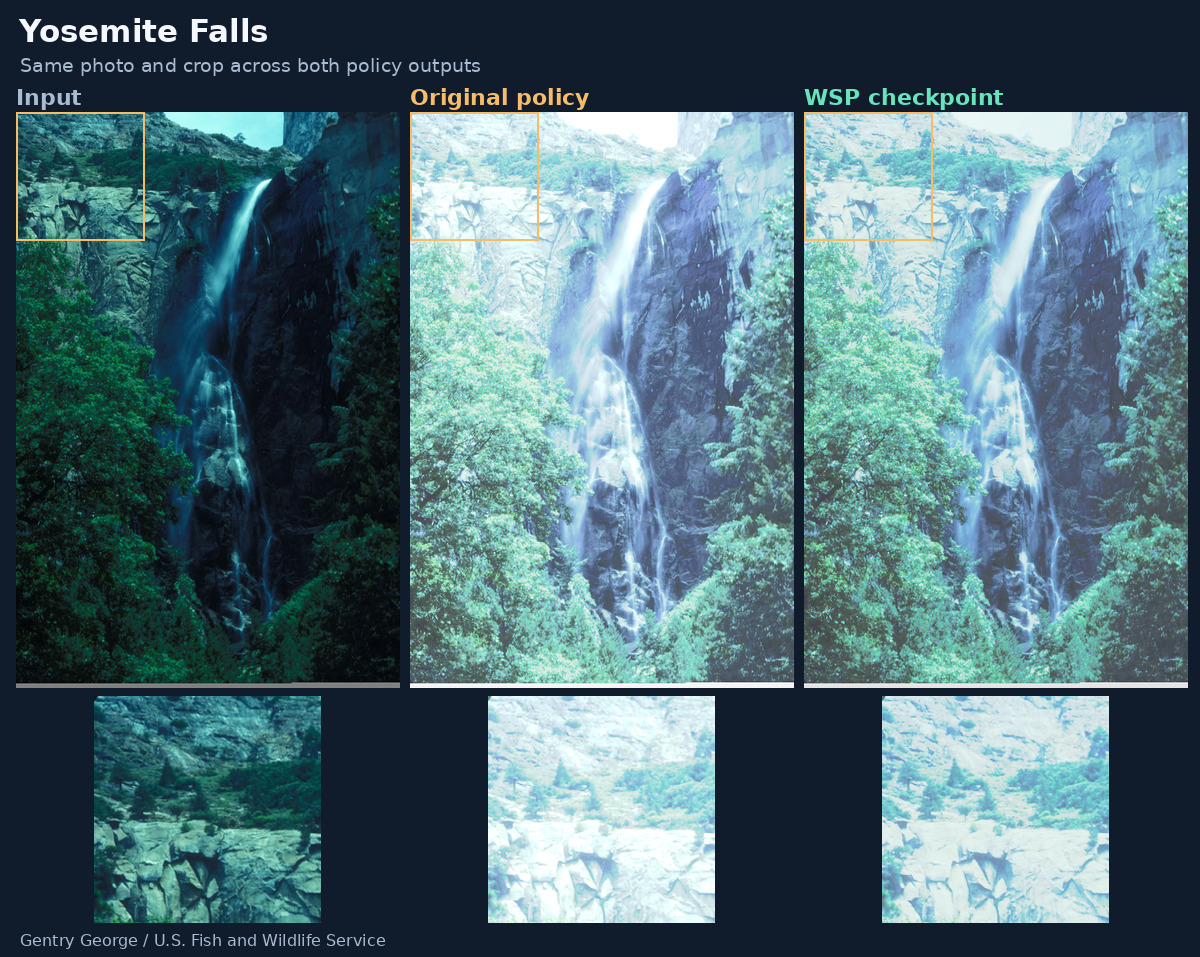 Yosemite Falls
Same photo and crop across both policy outputs
Input
Original policy
WSP checkpoint
Gentry George / U.S. Fish and Wildlife Service